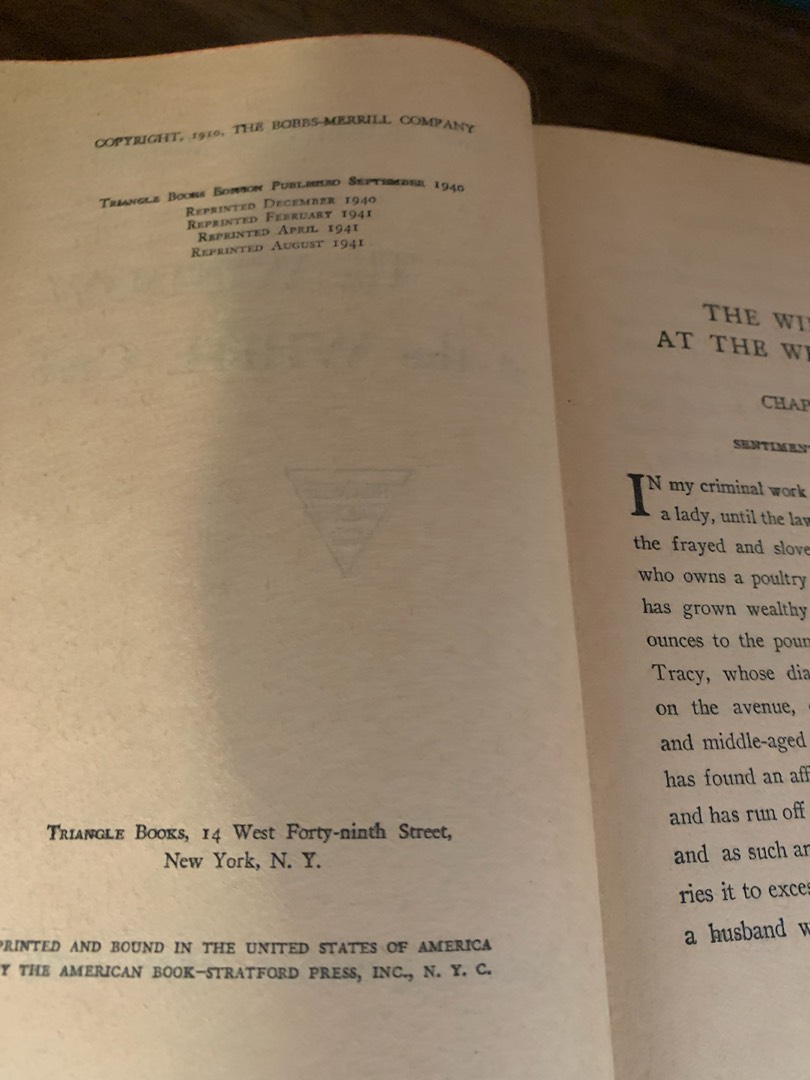 COPYRIGHT, 1910, THE BOBBS-MERRILL COMPANY
TRIANGLE BOOKS EDITION PUBLISHED SEPTEMBER 1940
REPRINTED DECEMBER 1940
REPRINTED FEBRUARY 1941
REPRINTED APRIL 1941
REPRINTED AUGUST 1941
TRIANGLE BOOKS, 14 West Forty-ninth Street,
New York, N. Y.
PRINTED AND BOUND IN THE UNITED STATES OF AMERICA
Y THE AMERICAN BOOK–STRATFORD PRESS, INC., N. Y. C.
THE WI
AT THE W
CHAP
SENTIMEN
IN my criminal work
a lady, until the law
the frayed and slove
who owns a poultry
has grown wealthy
ounces to the poun
Tracy, whose dia
on the avenue,
and middle-aged
has found an aff
and has run off
and as such ar
ries it to exces
a husband w